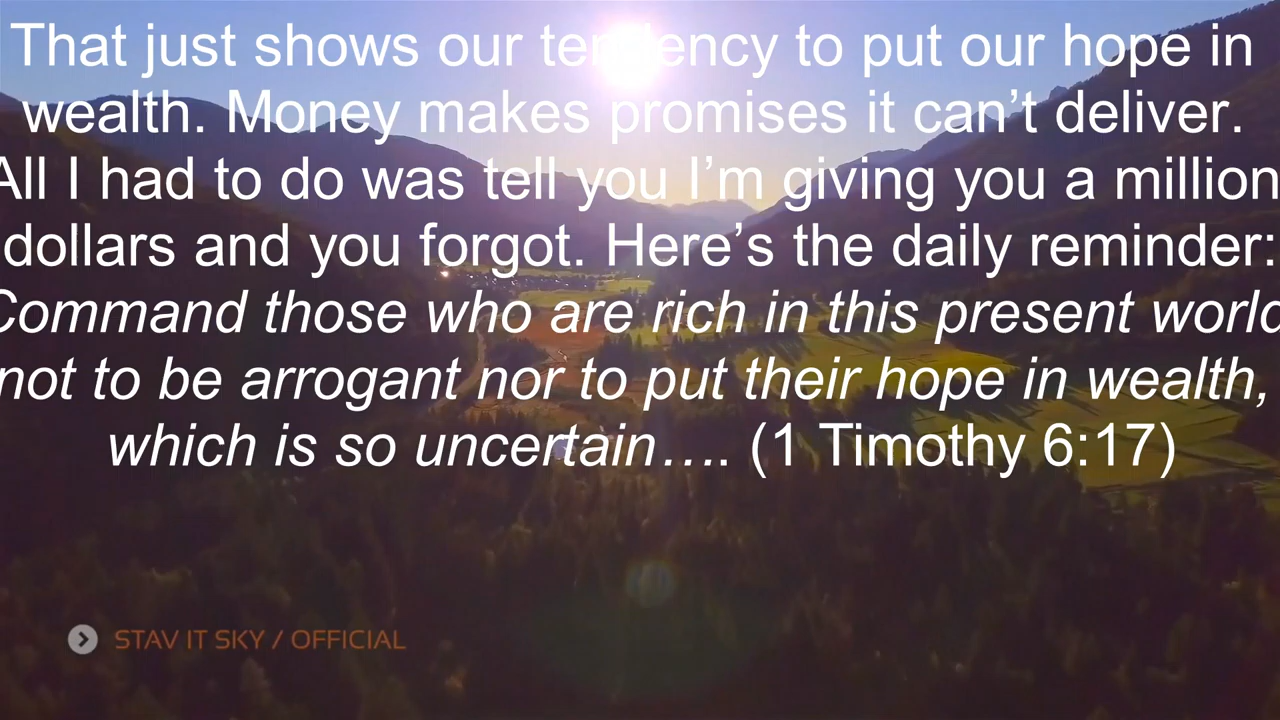 That just shows our tendency to put our hope in
wealth. Money makes promises it can’t deliver.
All I had to do was tell you I’m giving you a million
dollars and you forgot. Here’s the daily reminder:
Command those who are rich in this present world
not to be arrogant nor to put their hope in wealth,
which is so uncertain…. (1 Timothy 6:17)
STAV IT SKY / OFFICIAL